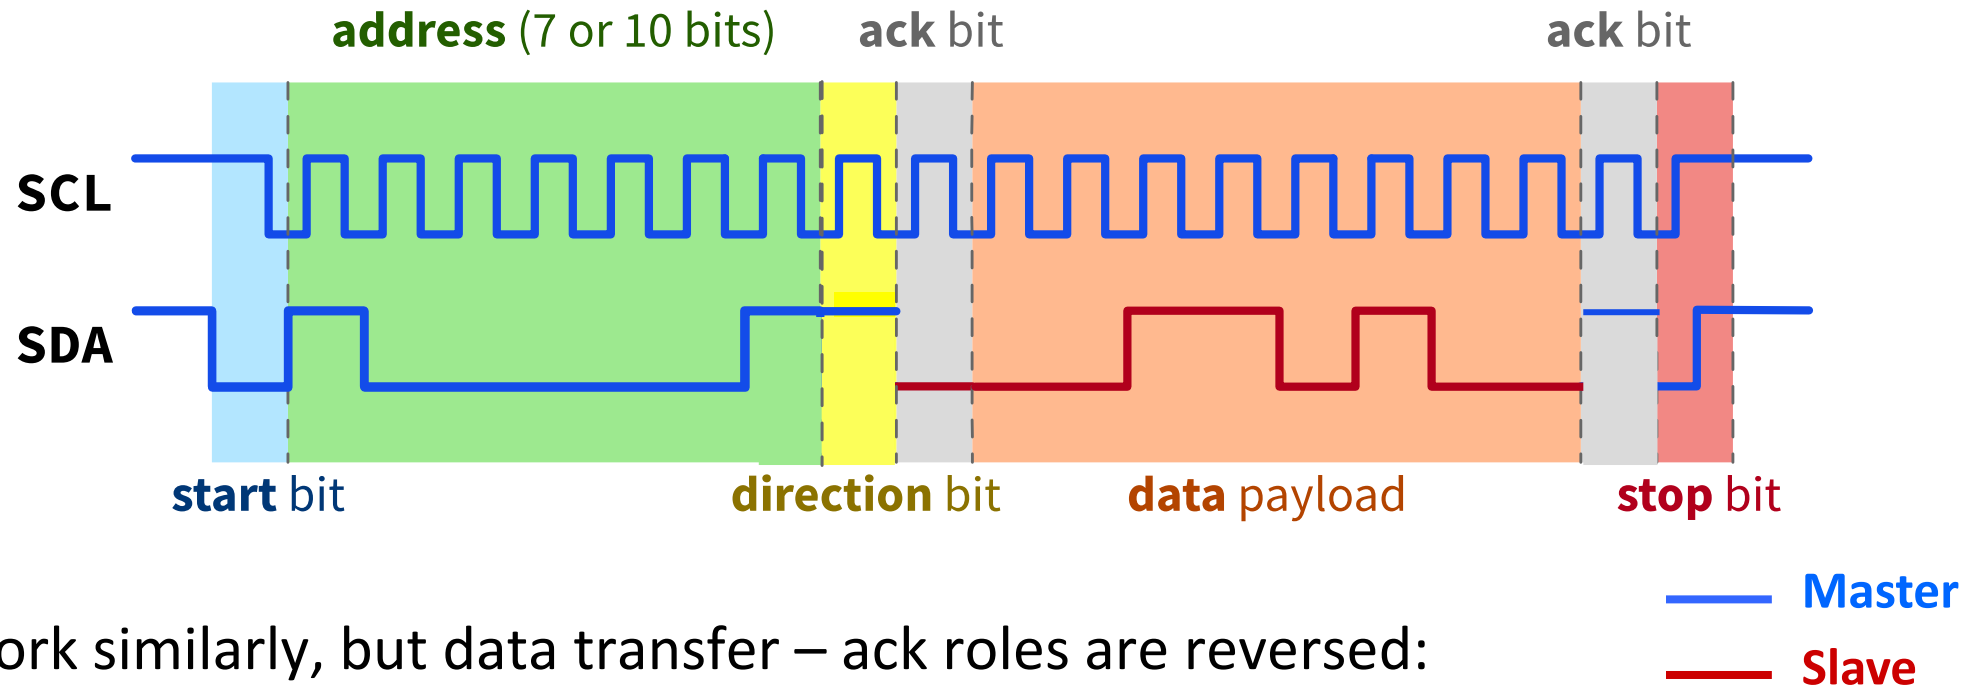 address (7 or 10 bits)
ack bit
ack bit
SCL
SDA
start bit
direction bit
data payload
stop bit
Master
similarly, but data transfer – ack roles are reversed:
Slave